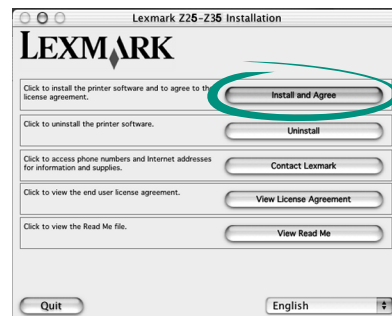 Lexmark Z25-Z35 Installation
LEXMARK
Click to install the printer software and to agree to the
license agreement.
Install and Agree
Click to uninstall the printer software.
Uninstall
Click to access phone numbers and Internet addresses
for information and supplies.
Contact Lexmark
Click to view the end user license agreement.
View License Agreement
Click to view the Read Me file.
View Read Me
Quit
English